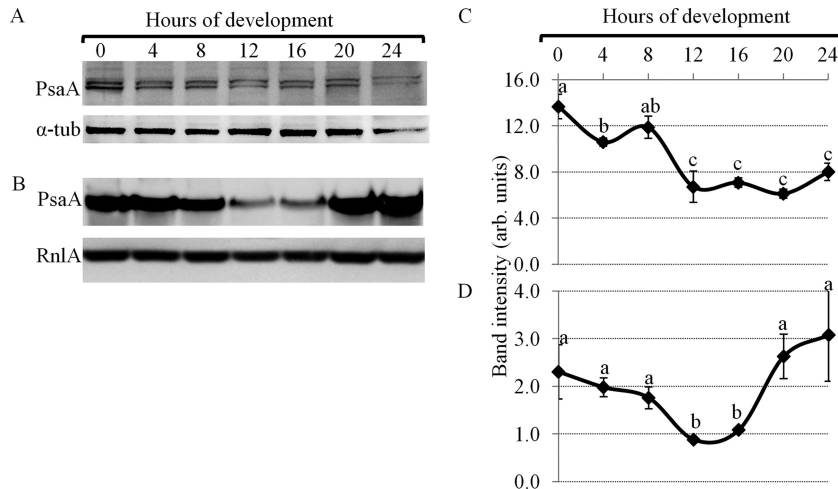 A
Hours of development
0 4 8 12 16 20 24
PsaA
α-tub
B
PsaA
RnlA
C
Hours of development
0 4 8 12 16 20 24
16.0
12.0
8.0
4.0
0.0
a
b
ab
c
c
c
c
Band intensity (arb. units)
D
4.0
3.0
2.0
1.0
0.0
a
a
a
b
b
a
a